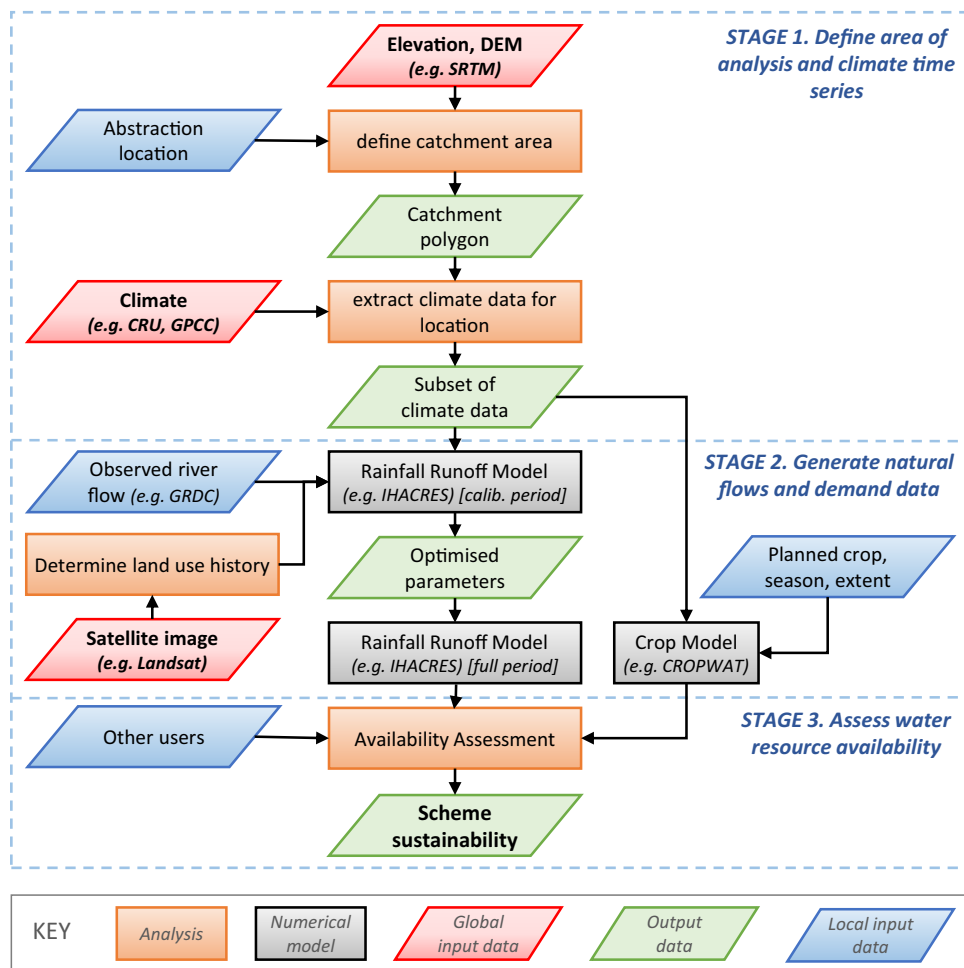 STAGE 1. Define area of
analysis and climate time
series
Elevation, DEM
(e.g. SRTM)
Abstraction
location
define catchment area
Catchment
polygon
Climate
(e.g. CRU, GPCC)
extract climate data for
location
Subset of
climate data
STAGE 2. Generate natural
flows and demand data
Observed river
flow (e.g. GRDC)
Rainfall Runoff Model
(e.g. IHACRES) [calib. period]
Determine land use history
Optimised
parameters
Planned crop,
season, extent
Satellite image
(e.g. Landsat)
Rainfall Runoff Model
(e.g. IHACRES) [full period]
Crop Model
(e.g. CROPWAT)
STAGE 3. Assess water
resource availability
Other users
Availability Assessment
Scheme
sustainability
KEY
Analysis
Numerical
model
Global
input data
Output
data
Local input
data